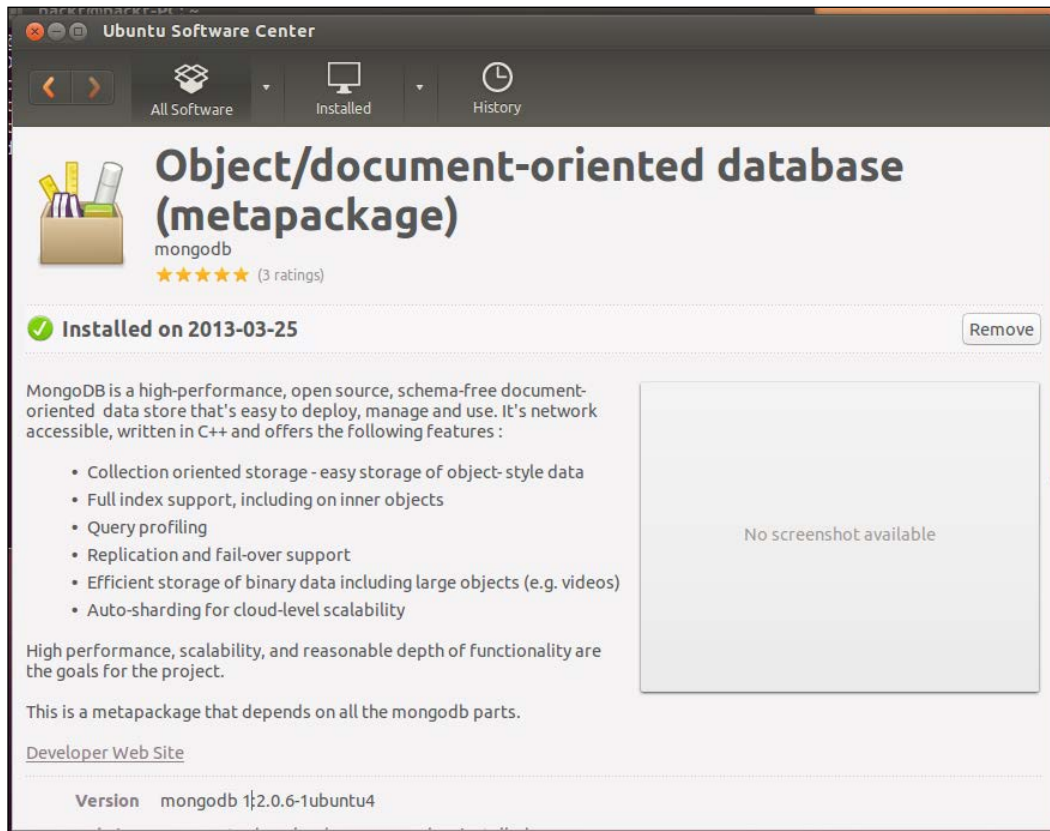 Ubuntu Software Center
All Software
Installed
History
Object/document-oriented database
(metapackage)
mongodb
(3 ratings)
Installed on 2013-03-25
Remove
MongoDB is a high-performance, open source, schema-free document-
oriented data store that's easy to deploy, manage and use. It's network
accessible, written in C++ and offers the following features :
• Collection oriented storage - easy storage of object- style data
• Full index support, including on inner objects
• Query profiling
• Replication and fail-over support
• Efficient storage of binary data including large objects (e.g. videos)
• Auto-sharding for cloud-level scalability
No screenshot available
High performance, scalability, and reasonable depth of functionality are
the goals for the project.
This is a metapackage that depends on all the mongodb parts.
Developer Web Site
Version mongodb 1:2.0.6-1ubuntu4